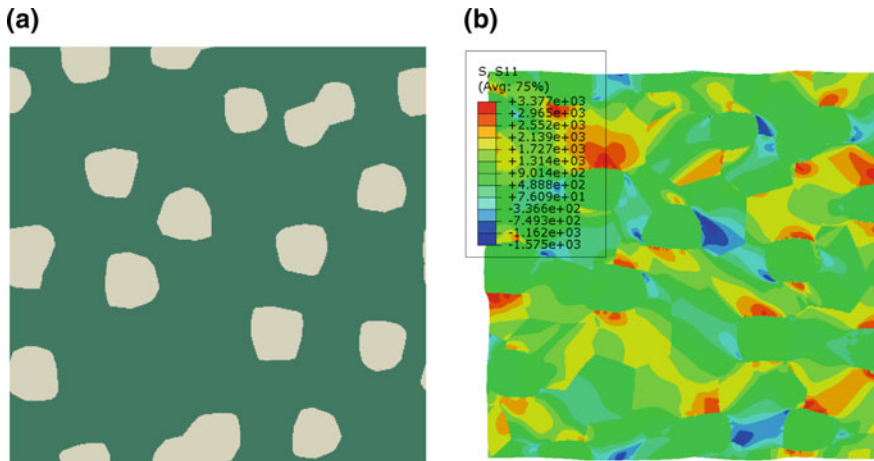 (a)
(b)
S, S11
(Avg: 75%)
+3.377e+03
+2.965e+03
+2.552e+03
+2.139e+03
+1.727e+03
+1.314e+03
+9.014e+02
+4.888e+02
+7.609e+01
-3.366e+02
-7.493e+02
-1.162e+03
-1.575e+03